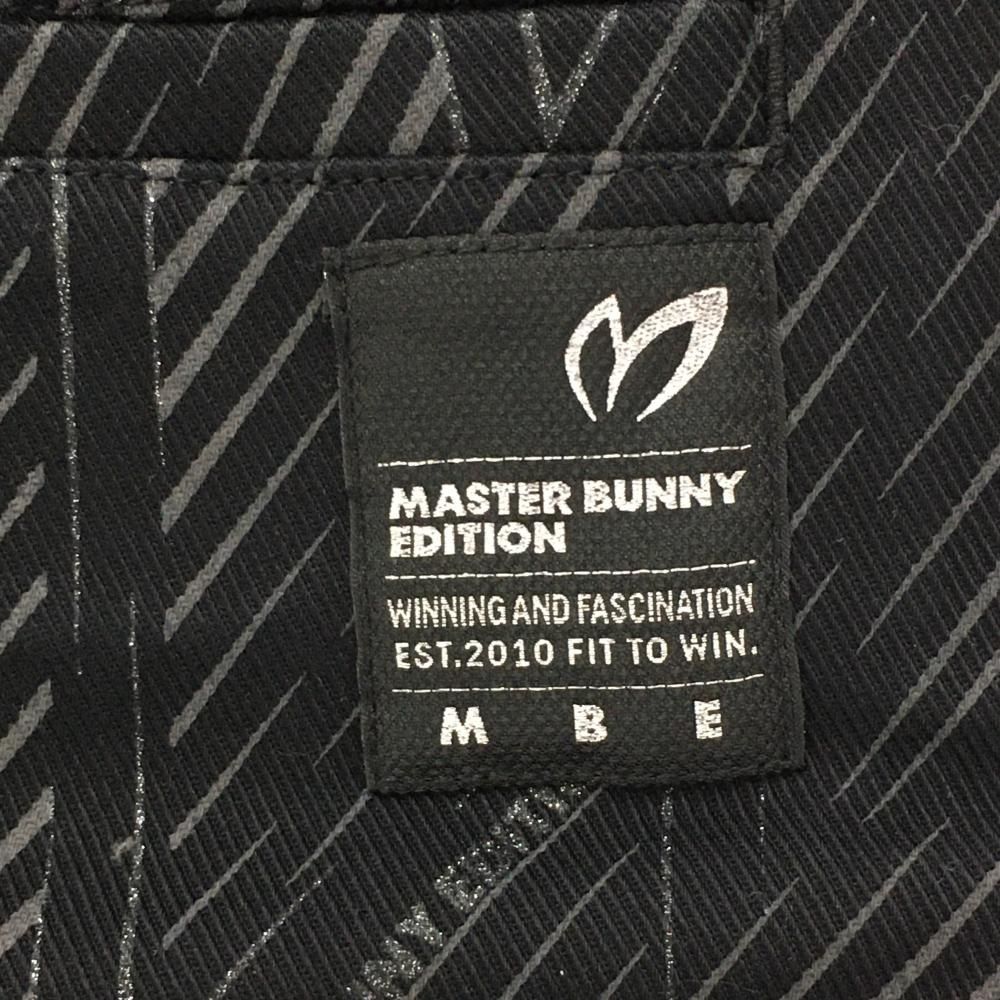 MASTER BUNNY
EDITION
WINNING AND FASCINATION
EST.2010 FIT TO WIN.
M B E